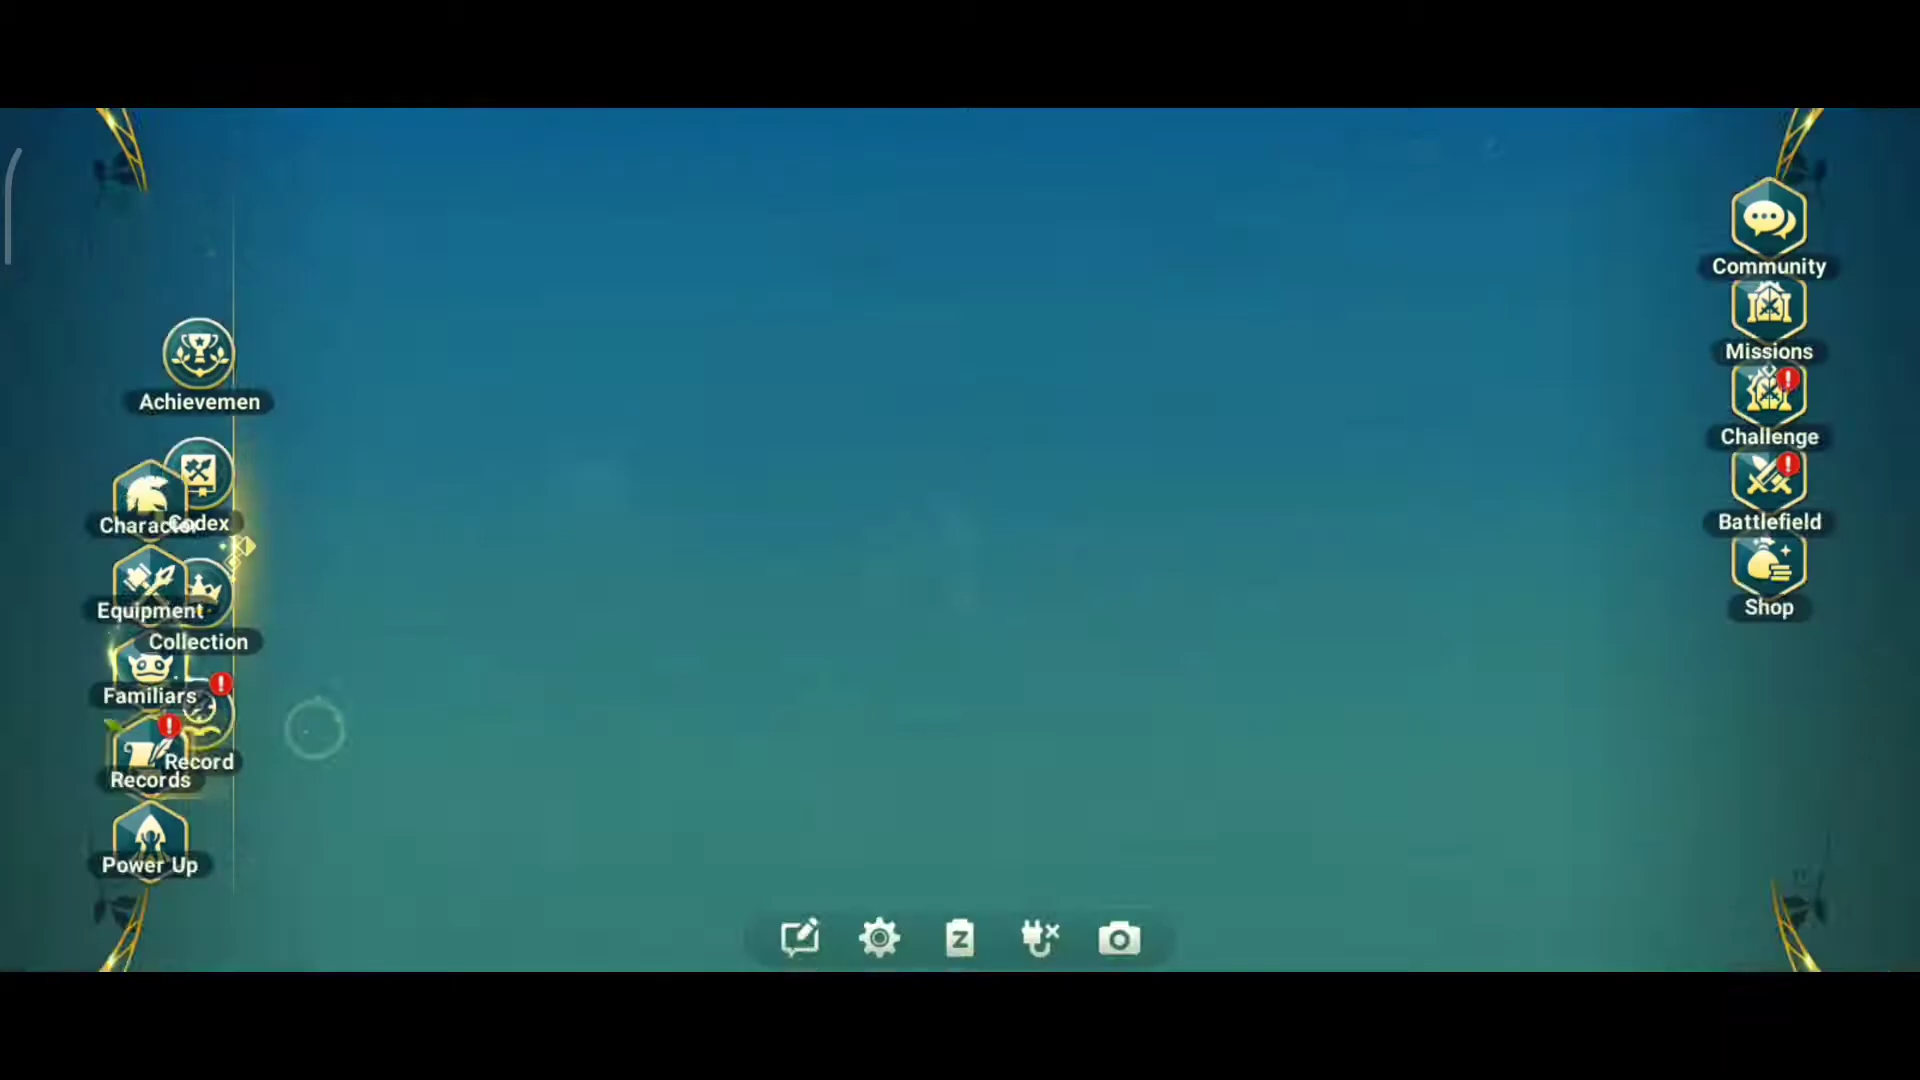 Achievemen
Codex
Character
Equipment
Collection
Familiars
Record
Records
Power Up
Community
Missions
Challenge
Battlefield
Shop
Z